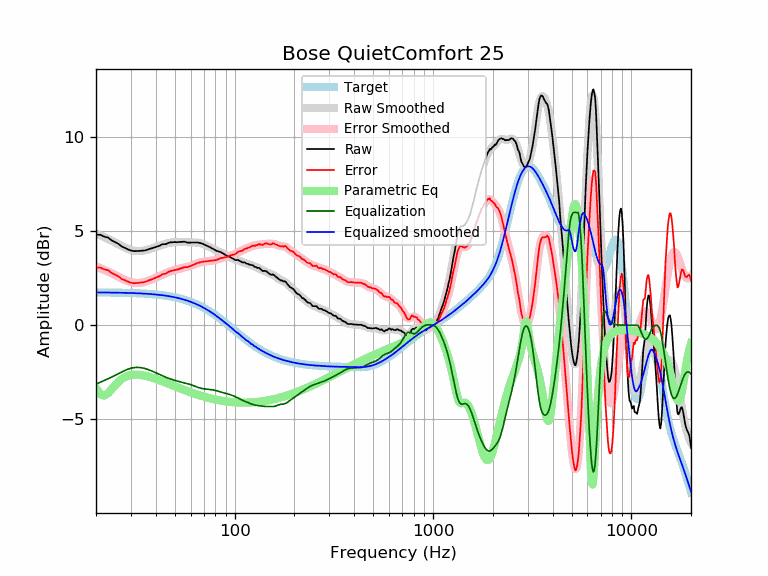 Bose QuietComfort 25
Target
Raw Smoothed
Error Smoothed
Raw
Error
Parametric Eq
Equalization
Equalized smoothed
10
5
0
−5
Amplitude (dBr)
100
1000
10000
Frequency (Hz)